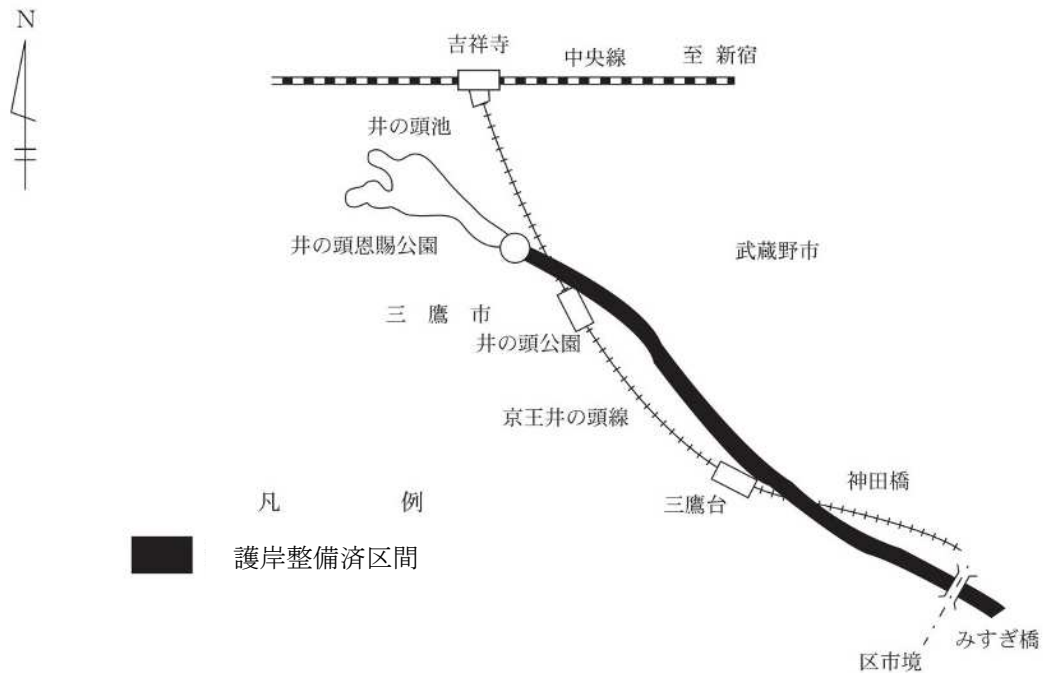 N
吉祥寺
中央線
至 新宿
井の頭池
井の頭恩賜公園
武蔵野市
三 鷹 市
井の頭公園
京王井の頭線
神田橋
三鷹台
凡 例
護岸整備済区間
みすぎ橋
区市境